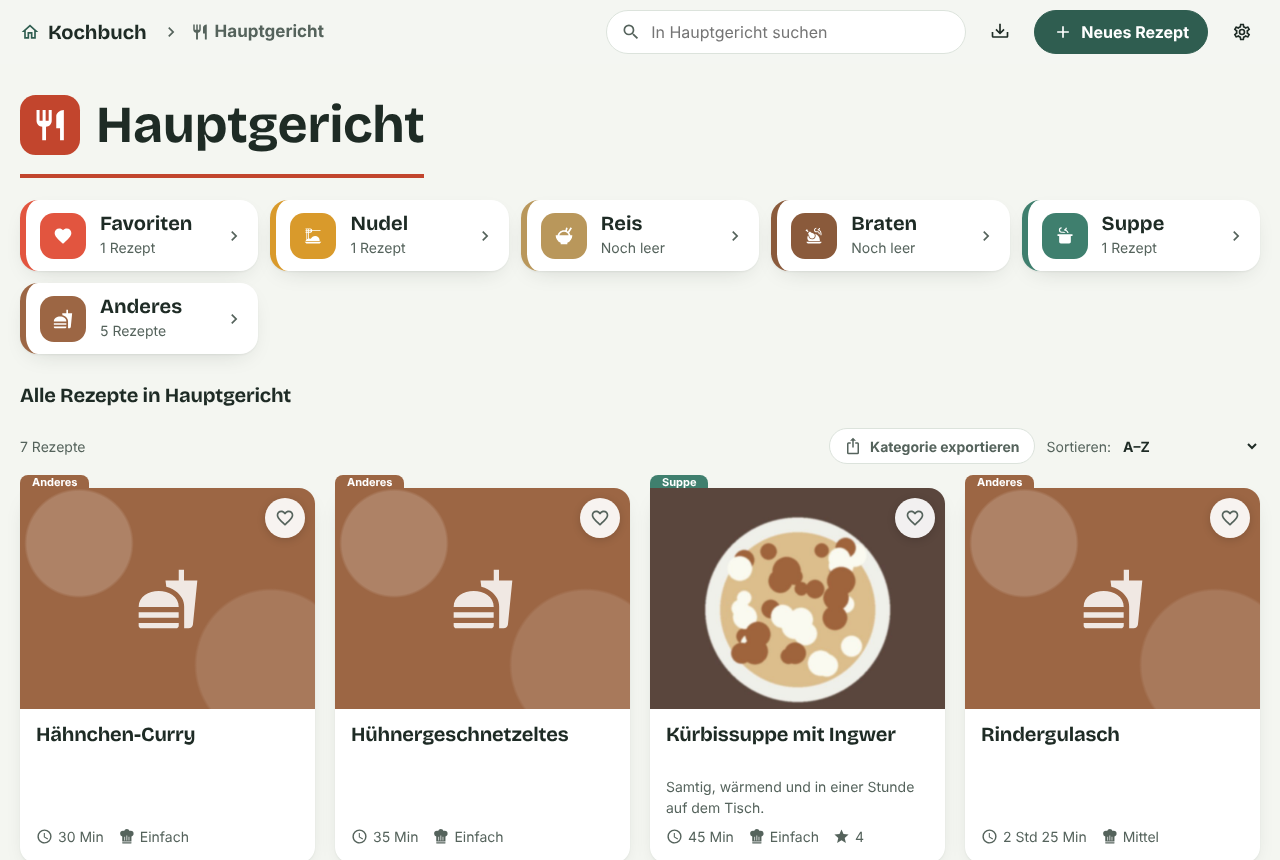 Kochbuch
Hauptgericht
In Hauptgericht suchen
Neues Rezept
Hauptgericht
Favoriten
1 Rezept
Nudel
1 Rezept
Reis
Noch leer
Braten
Noch leer
Suppe
1 Rezept
Anderes
5 Rezepte
Alle Rezepte in Hauptgericht
7 Rezepte
Kategorie exportieren
Sortieren: A–Z
Anderes
Hähnchen-Curry
30 Min Einfach
Anderes
Hühnergeschnetzeltes
35 Min Einfach
Suppe
Kürbissuppe mit Ingwer
Samtig, wärmend und in einer Stunde
auf dem Tisch.
45 Min Einfach 4
Anderes
Rindergulasch
2 Std 25 Min Mittel